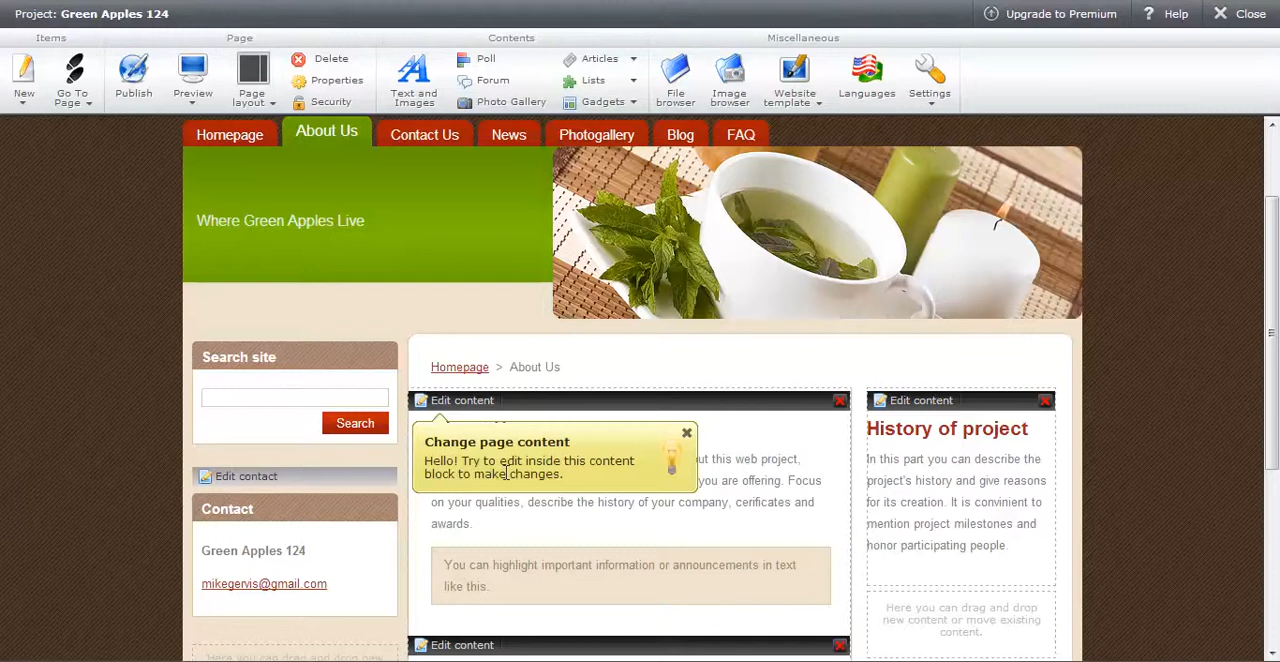 Project: Green Apples 124
Upgrade to Premium
? Help
Close
Items
Page
Contents
Miscellaneous
New
Go To Page
Publish
Preview
Page layout
Delete
Properties
Security
Text and Images
Poll
Forum
Photo Gallery
Articles
Lists
Gadgets
File browser
Image browser
Website template
Languages
Settings
Homepage
About Us
Contact Us
News
Photogallery
Blog
FAQ
Where Green Apples Live
Search site
Search
Edit contact
Contact
Green Apples 124
mikegervis@gmail.com
Homepage > About Us
Edit content
Change page content
Hello! Try to edit inside this content
block to make changes.
out this web project,
you are offering. Focus
on your qualities, describe the history of your company, cerificates and
awards.
You can highlight important information or announcements in text
like this.
Edit content
Edit content
History of project
In this part you can describe the
project's history and give reasons
for its creation. It is convinient to
mention project milestones and
honor participating people.
Here you can drag and drop
new content or move existing
content.